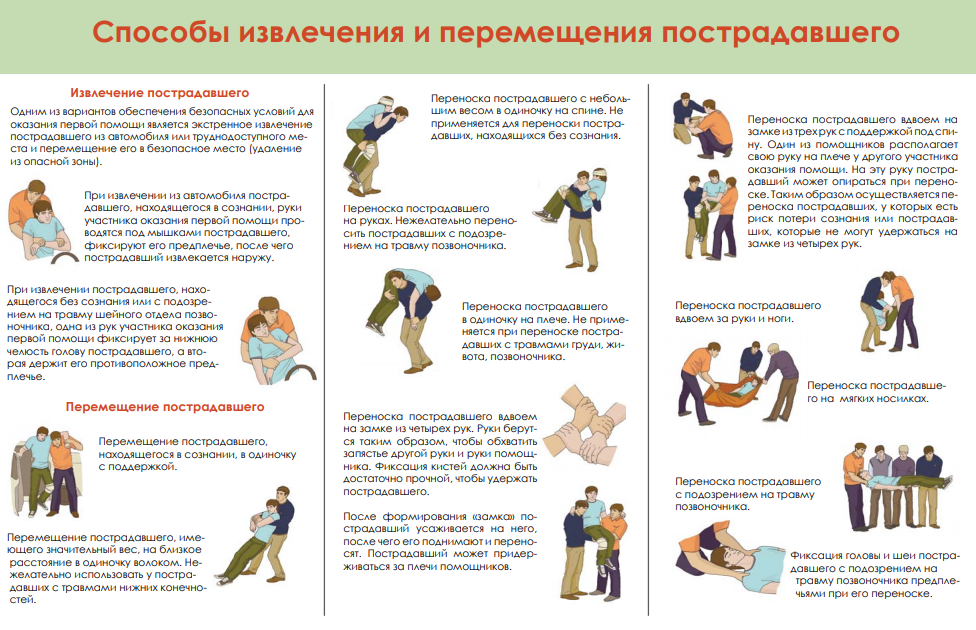 Способы извлечения и перемещения пострадавшего
Извлечение пострадавшего
Одним из вариантов обеспечения безопасных условий для
оказания первой помощи является экстренное извлечение
пострадавшего из автомобиля или труднодоступного ме-
ста и перемещение его в безопасное место (удаление
из опасной зоны).
При извлечении из автомобиля постра-
давшего, находящегося в сознании, руки
участника оказания первой помощи про-
водятся под мышками пострадавшего,
фиксируют его предплечье, после чего
пострадавший извлекается наружу.
При извлечении пострадавшего, нахо-
дящегося без сознания или с подозре-
нием на травму шейного отдела позво-
ночника, одна из рук участника оказания
первой помощи фиксирует за нижнюю
челюсть голову пострадавшего, а вто-
рая держит его противоположное пред-
плечье.
Перемещение пострадавшего
Перемещение пострадавшего,
находящегося в сознании, в одиночку
с поддержкой.
Перемещение пострадавшего, име-
ющего значительный вес, на близкое
расстояние в одиночку волоком. Не-
желательно использовать у постра-
давших с травмами нижних конечно-
стей.
Переноска пострадавшего с неболь-
шим весом в одиночку на спине. Не
применяется для переноски постра-
давших, находящихся без сознания.
Переноска пострадавшего
на руках. Нежелательно перено-
сить пострадавших с подозре-
нием на травму позвоночника.
Переноска пострадавшего
в одиночку на плече. Не приме-
няется при переноске постра-
давших с травмами груди, жи-
вота, позвоночника.
Переноска пострадавшего вдвоем
на замке из четырех рук. Руки берут-
ся таким образом, чтобы обхватить
запястье другой руки и руки помощ-
ника. Фиксация кистей должна быть
достаточно прочной, чтобы удержать
пострадавшего.
После формирования «замка» по-
страдавший усаживается на него,
после чего его поднимают и перено-
сят. Пострадавший может придер-
живаться за плечи помощников.
Переноска пострадавшего вдвоем на
замке из трех рук с поддержкой под спи-
ну. Один из помощников располагает
свою руку на плече у другого участника
оказания помощи. На эту руку постра-
давший может опираться при перено-
ске. Таким образом осуществляется пе-
реноска пострадавших, у которых есть
риск потери сознания или пострадав-
ших, которые не могут удержаться на
замке из четырех рук.
Переноска пострадавшего
вдвоем за руки и ноги.
Переноска пострадавше-
го на мягких носилках.
Переноска пострадавшего
с подозрением на травму
позвоночника.
Фиксация головы и шеи постра-
давшего с подозрением на
травму позвоночника предпле-
чьями при его переноске.